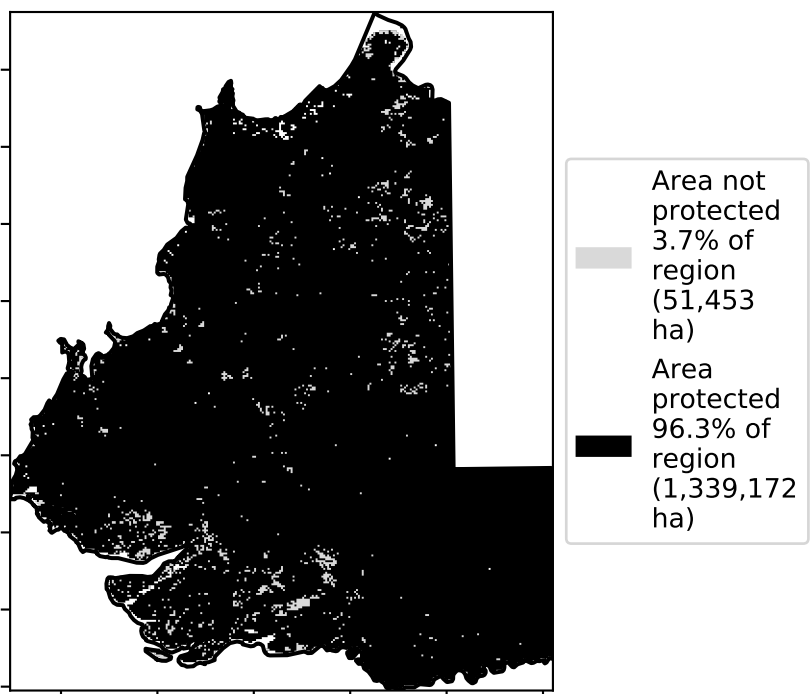 Area not
protected
3.7% of
region
(51,453
ha)
Area
protected
96.3% of
region
(1,339,172
ha)